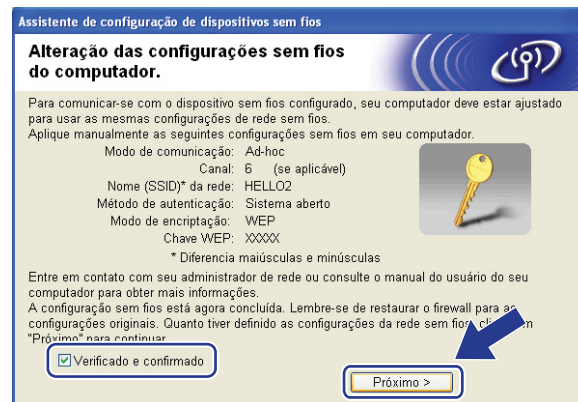 Assistente de configuração de dispositivos sem fios
Alteração das configurações sem fios
do computador.
Para comunicar-se com o dispositivo sem fios configurado, seu computador deve estar ajustado
para usar as mesmas configurações de rede sem fios.
Aplique manualmente as seguintes configurações sem fios em seu computador.
Modo de comunicação: Ad-hoc
Canal: 6 (se aplicável)
Nome (SSID)* da rede: HELLO2
Método de autenticação: Sistema aberto
Modo de encriptação: WEP
Chave WEP: XXXXX
* Diferencia maiúsculas e minúsculas
Entre em contato com seu administrador de rede ou consulte o manual do usuário do seu
computador para obter mais informações.
A configuração sem fios está agora concluída. Lembre-se de restaurar o firewall para as
configurações originais. Quanto tiver definido as configurações da rede sem fios,
"Próximo" para continuar.
Verificado e confirmado
Próximo >